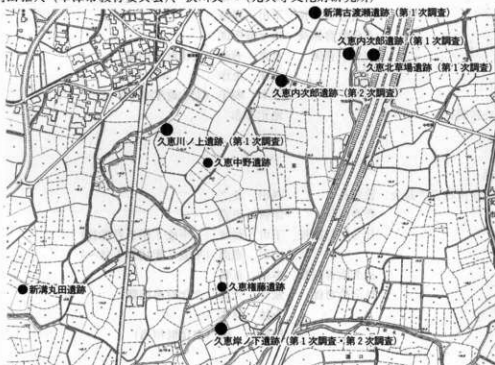 新溝古渡瀬遺跡（第1次調査）
久恵内次郎遺跡（第1次調査）
久恵北草場遺跡（第1次調査）
久恵内次郎遺跡（第2次調査）
久恵川ノ上遺跡（第1次調査）
久恵中野遺跡
新溝丸田遺跡
久恵権藤遺跡
久恵岸ノ下遺跡（第1次調査・第2次調査）